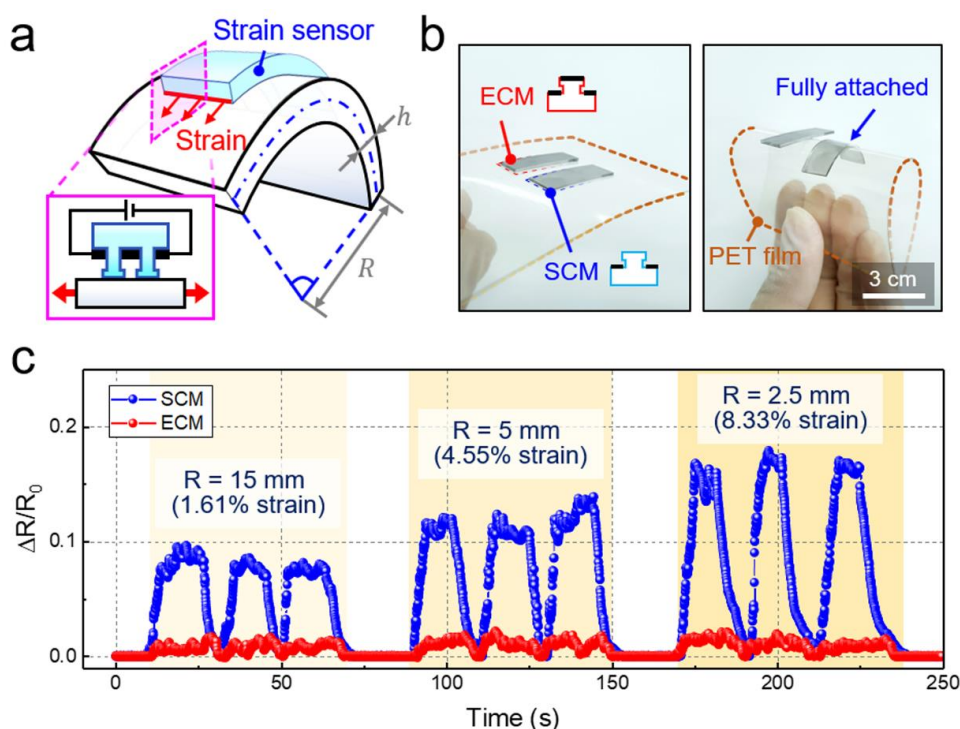 a
Strain sensor
Strain
h
R
b
ECM
SCM
Fully attached
PET film
3 cm
c
SCM
ECM
R = 15 mm
(1.61% strain)
R = 5 mm
(4.55% strain)
R = 2.5 mm
(8.33% strain)
ΔR/R₀
0.2
0.1
0.0
0 50 100 150 200 250
Time (s)